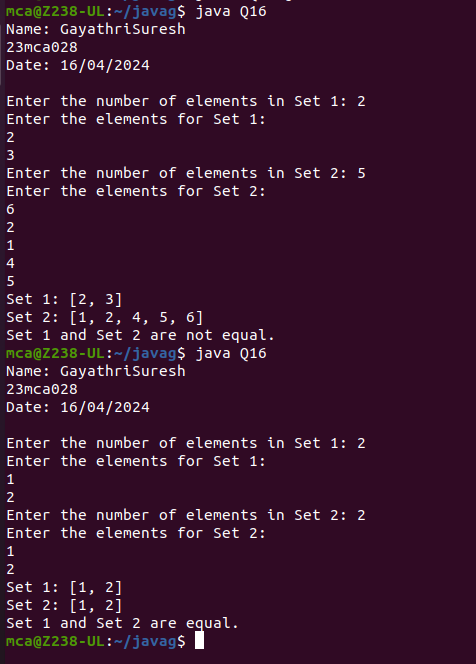 mca@Z238-UL:~/javag$ java Q16
Name: GayathriSuresh
23mca028
Date: 16/04/2024
Enter the number of elements in Set 1: 2
Enter the elements for Set 1:
2
3
Enter the number of elements in Set 2: 5
Enter the elements for Set 2:
6
2
1
4
5
Set 1: [2, 3]
Set 2: [1, 2, 4, 5, 6]
Set 1 and Set 2 are not equal.
mca@Z238-UL:~/javag$ java Q16
Name: GayathriSuresh
23mca028
Date: 16/04/2024
Enter the number of elements in Set 1: 2
Enter the elements for Set 1:
1
2
Enter the number of elements in Set 2: 2
Enter the elements for Set 2:
1
2
Set 1: [1, 2]
Set 2: [1, 2]
Set 1 and Set 2 are equal.
mca@Z238-UL:~/javag$